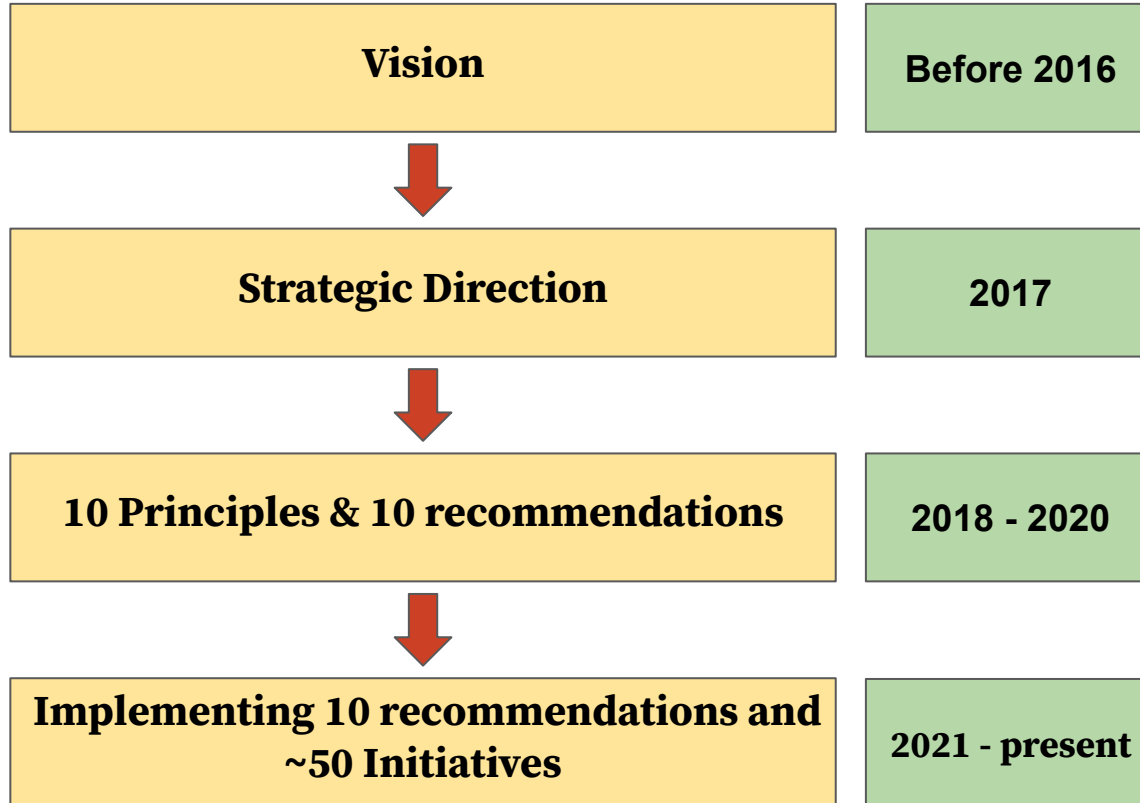 Vision
Before 2016
Strategic Direction
2017
10 Principles & 10 recommendations
2018 - 2020
Implementing 10 recommendations and
~50 Initiatives
2021 - present